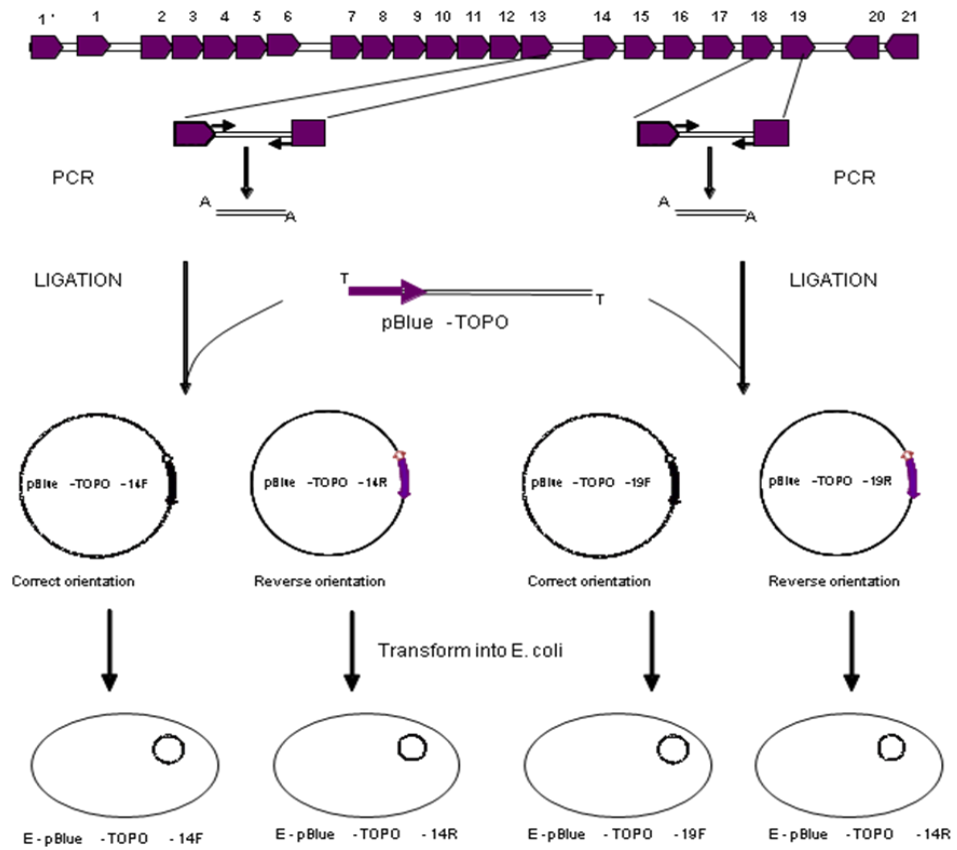 1' 1 2 3 4 5 6 7 8 9 10 11 12 13 14 15 16 17 18 19 20 21
PCR PCR
A A A A
LIGATION T T LIGATION
pBlue -TOPO
pBlue -TOPO -14F pBlue -TOPO -14R pBlue -TOPO -19F pBlue -TOPO -19R
Correct orientation Reverse orientation Correct orientation Reverse orientation
Transform into E. coli
E-pBlue -TOPO -14F E-pBlue -TOPO -14R E-pBlue -TOPO -19F E-pBlue -TOPO -14R